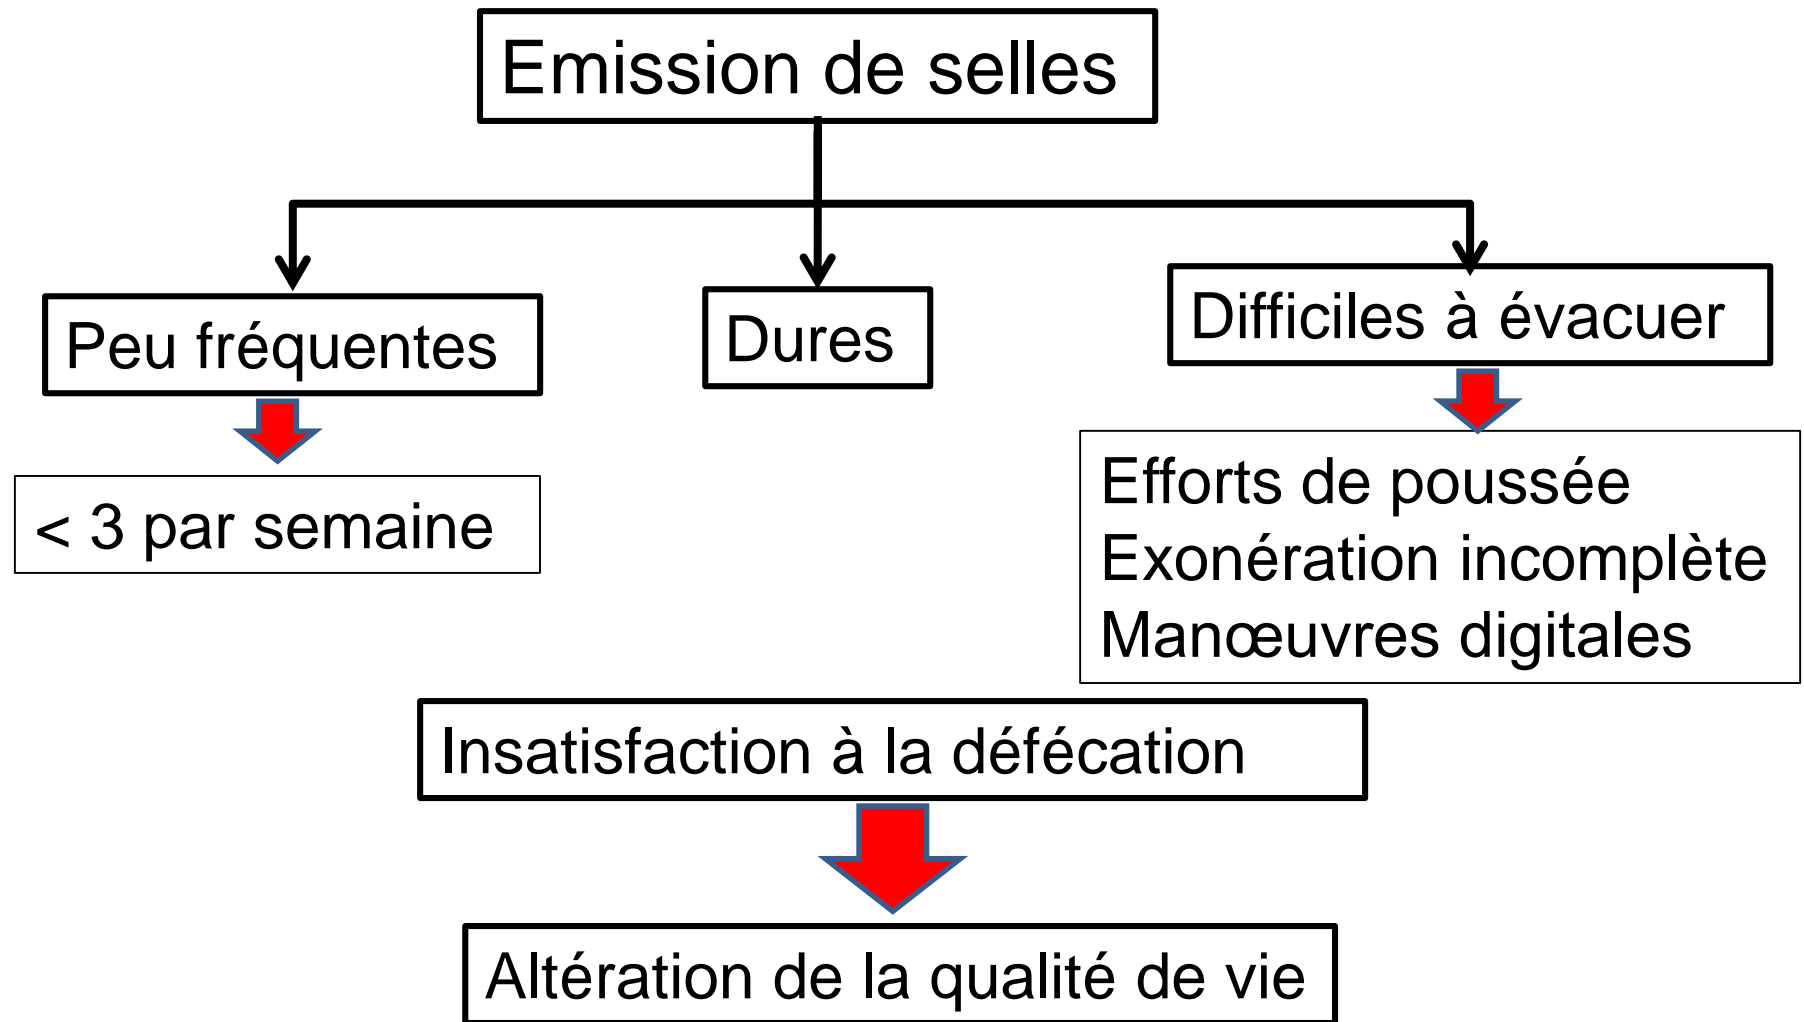 Emission de selles
Peu fréquentes
Dures
Difficiles à évacuer
< 3 par semaine
Efforts de poussée
Exonération incomplète
Manœuvres digitales
Insatisfaction à la défécation
Altération de la qualité de vie